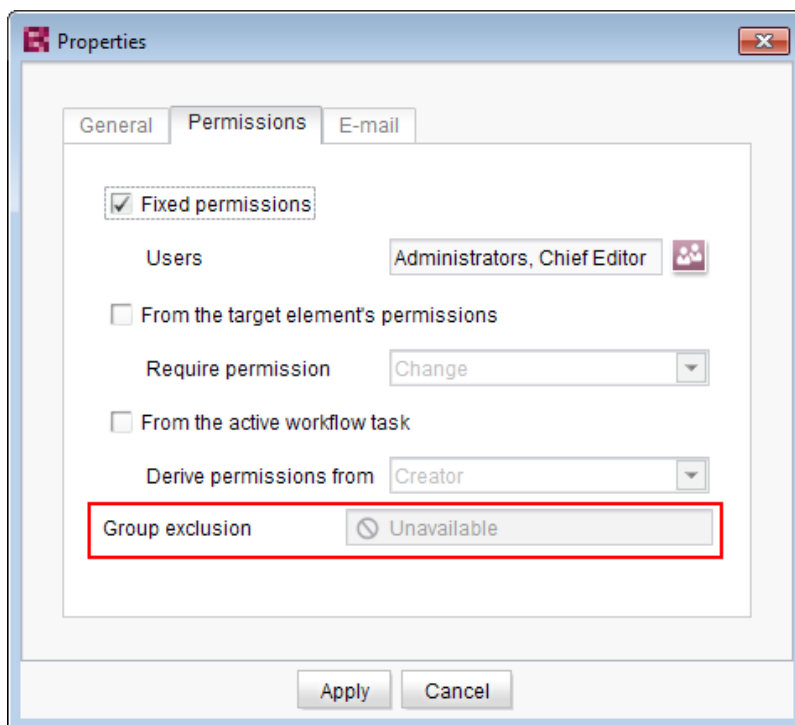 Properties
General Permissions E-mail
Fixed permissions
Users Administrators, Chief Editor
From the target element's permissions
Require permission Change
From the active workflow task
Derive permissions from Creator
Group exclusion Unavailable
Apply Cancel